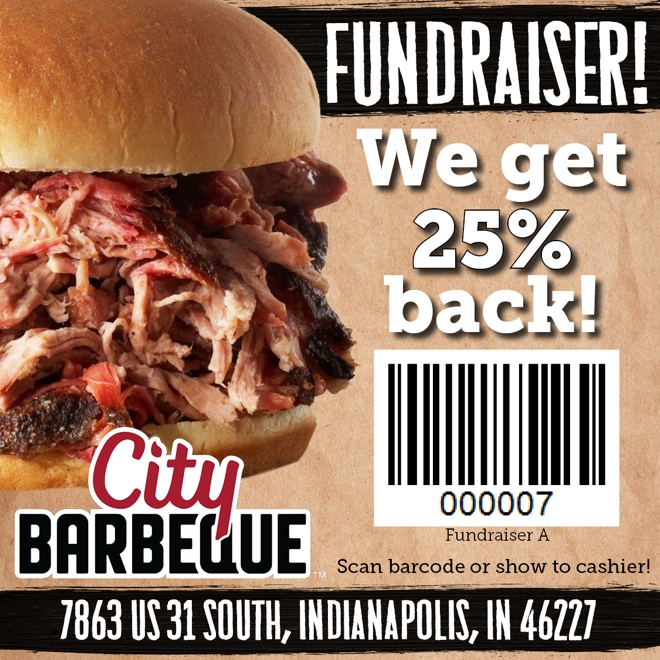 FUNDRAISER!
We get
25%
back!
000007
Fundraiser A
Scan barcode or show to cashier!
City
BARBEQUE™
7863 US 31 SOUTH, INDIANAPOLIS, IN 46227